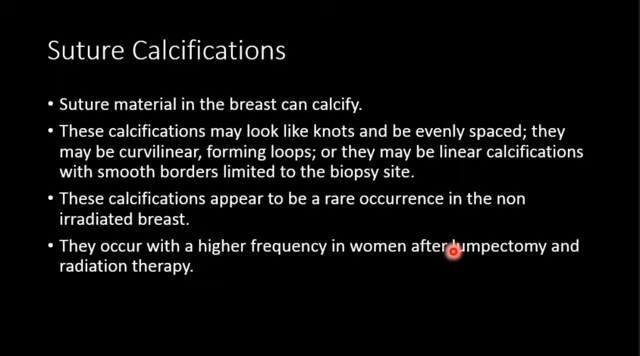 Suture Calcifications
• Suture material in the breast can calcify.
• These calcifications may look like knots and be evenly spaced; they
may be curvilinear, forming loops; or they may be linear calcifications
with smooth borders limited to the biopsy site.
• These calcifications appear to be a rare occurrence in the non
irradiated breast.
• They occur with a higher frequency in women after lumpectomy and
radiation therapy.